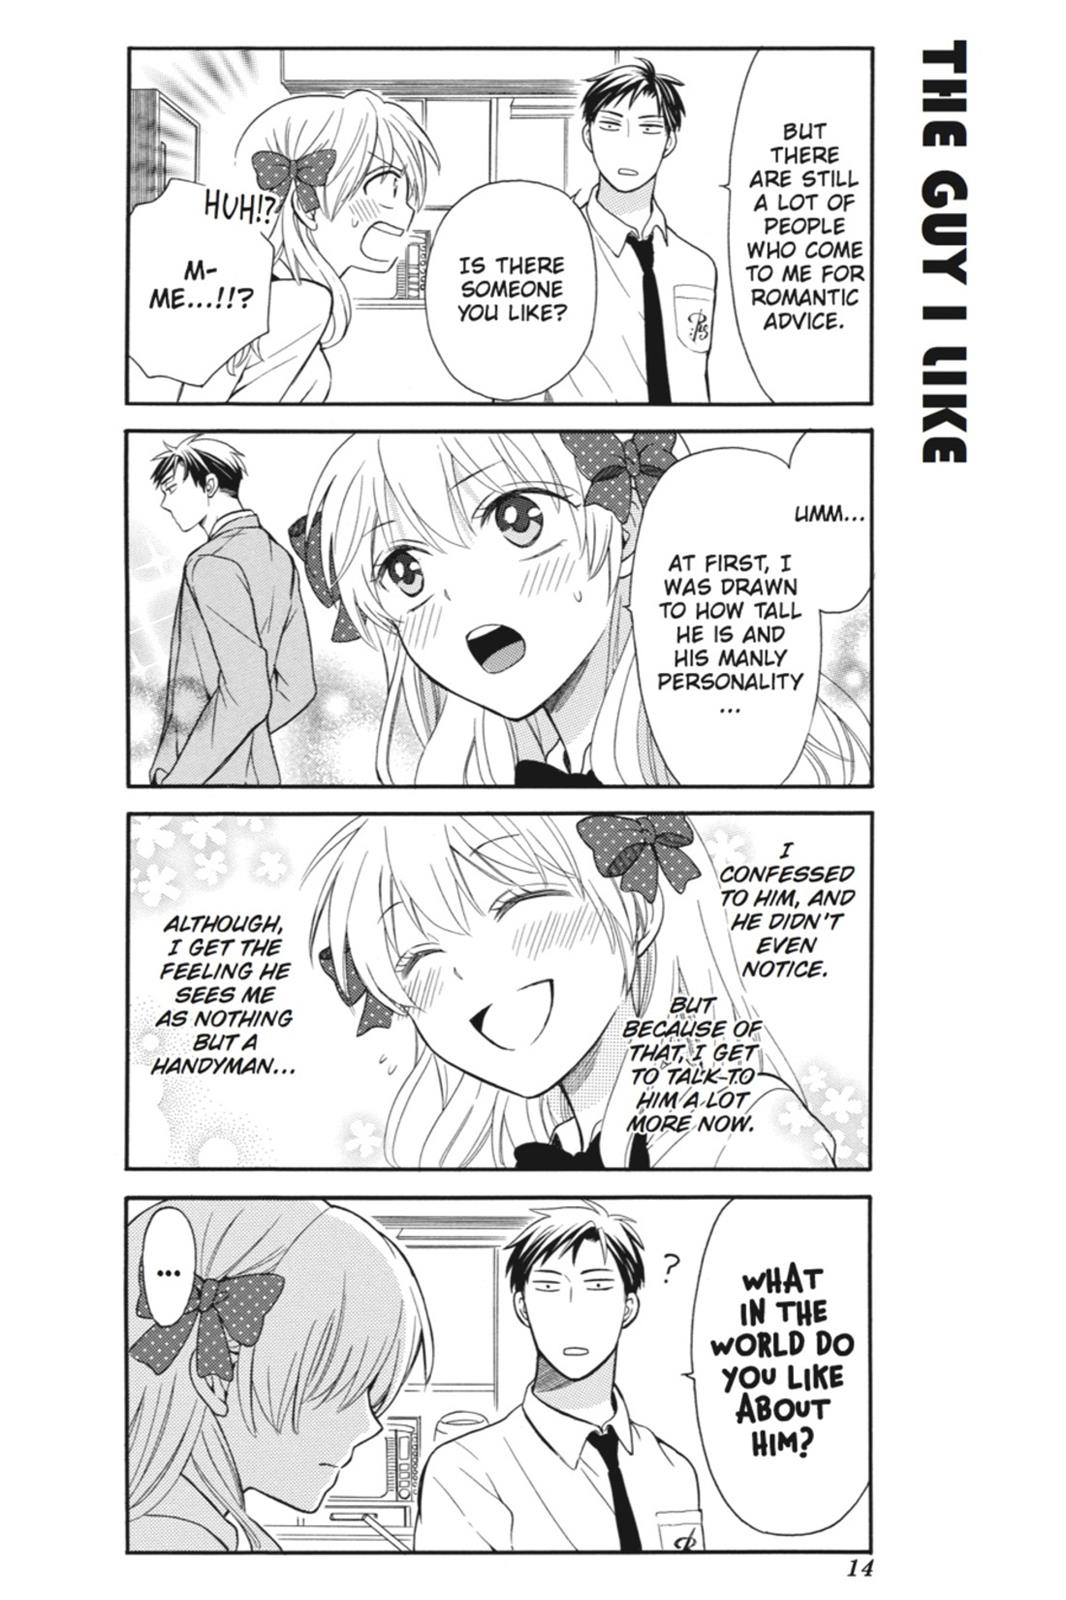 THE GUY I LIKE
BUT
THERE
ARE STILL
A LOT OF
PEOPLE
WHO COME
TO ME FOR
ROMANTIC
ADVICE.
IS THERE
SOMEONE
YOU LIKE?
HUH!?
M-
ME...!!?
UMM...
AT FIRST, I
WAS DRAWN
TO HOW TALL
HE IS AND
HIS MANLY
PERSONALITY
...
I
CONFESSED
TO HIM, AND
HE DIDN'T
EVEN
NOTICE.
BUT
BECAUSE OF
THAT, I GET
TO TALK TO
HIM A LOT
MORE NOW.
ALTHOUGH,
I GET THE
FEELING HE
SEES ME
AS NOTHING
BUT A
HANDYMAN...
WHAT
IN THE
WORLD DO
YOU LIKE
ABOUT
HIM?
?
...
14